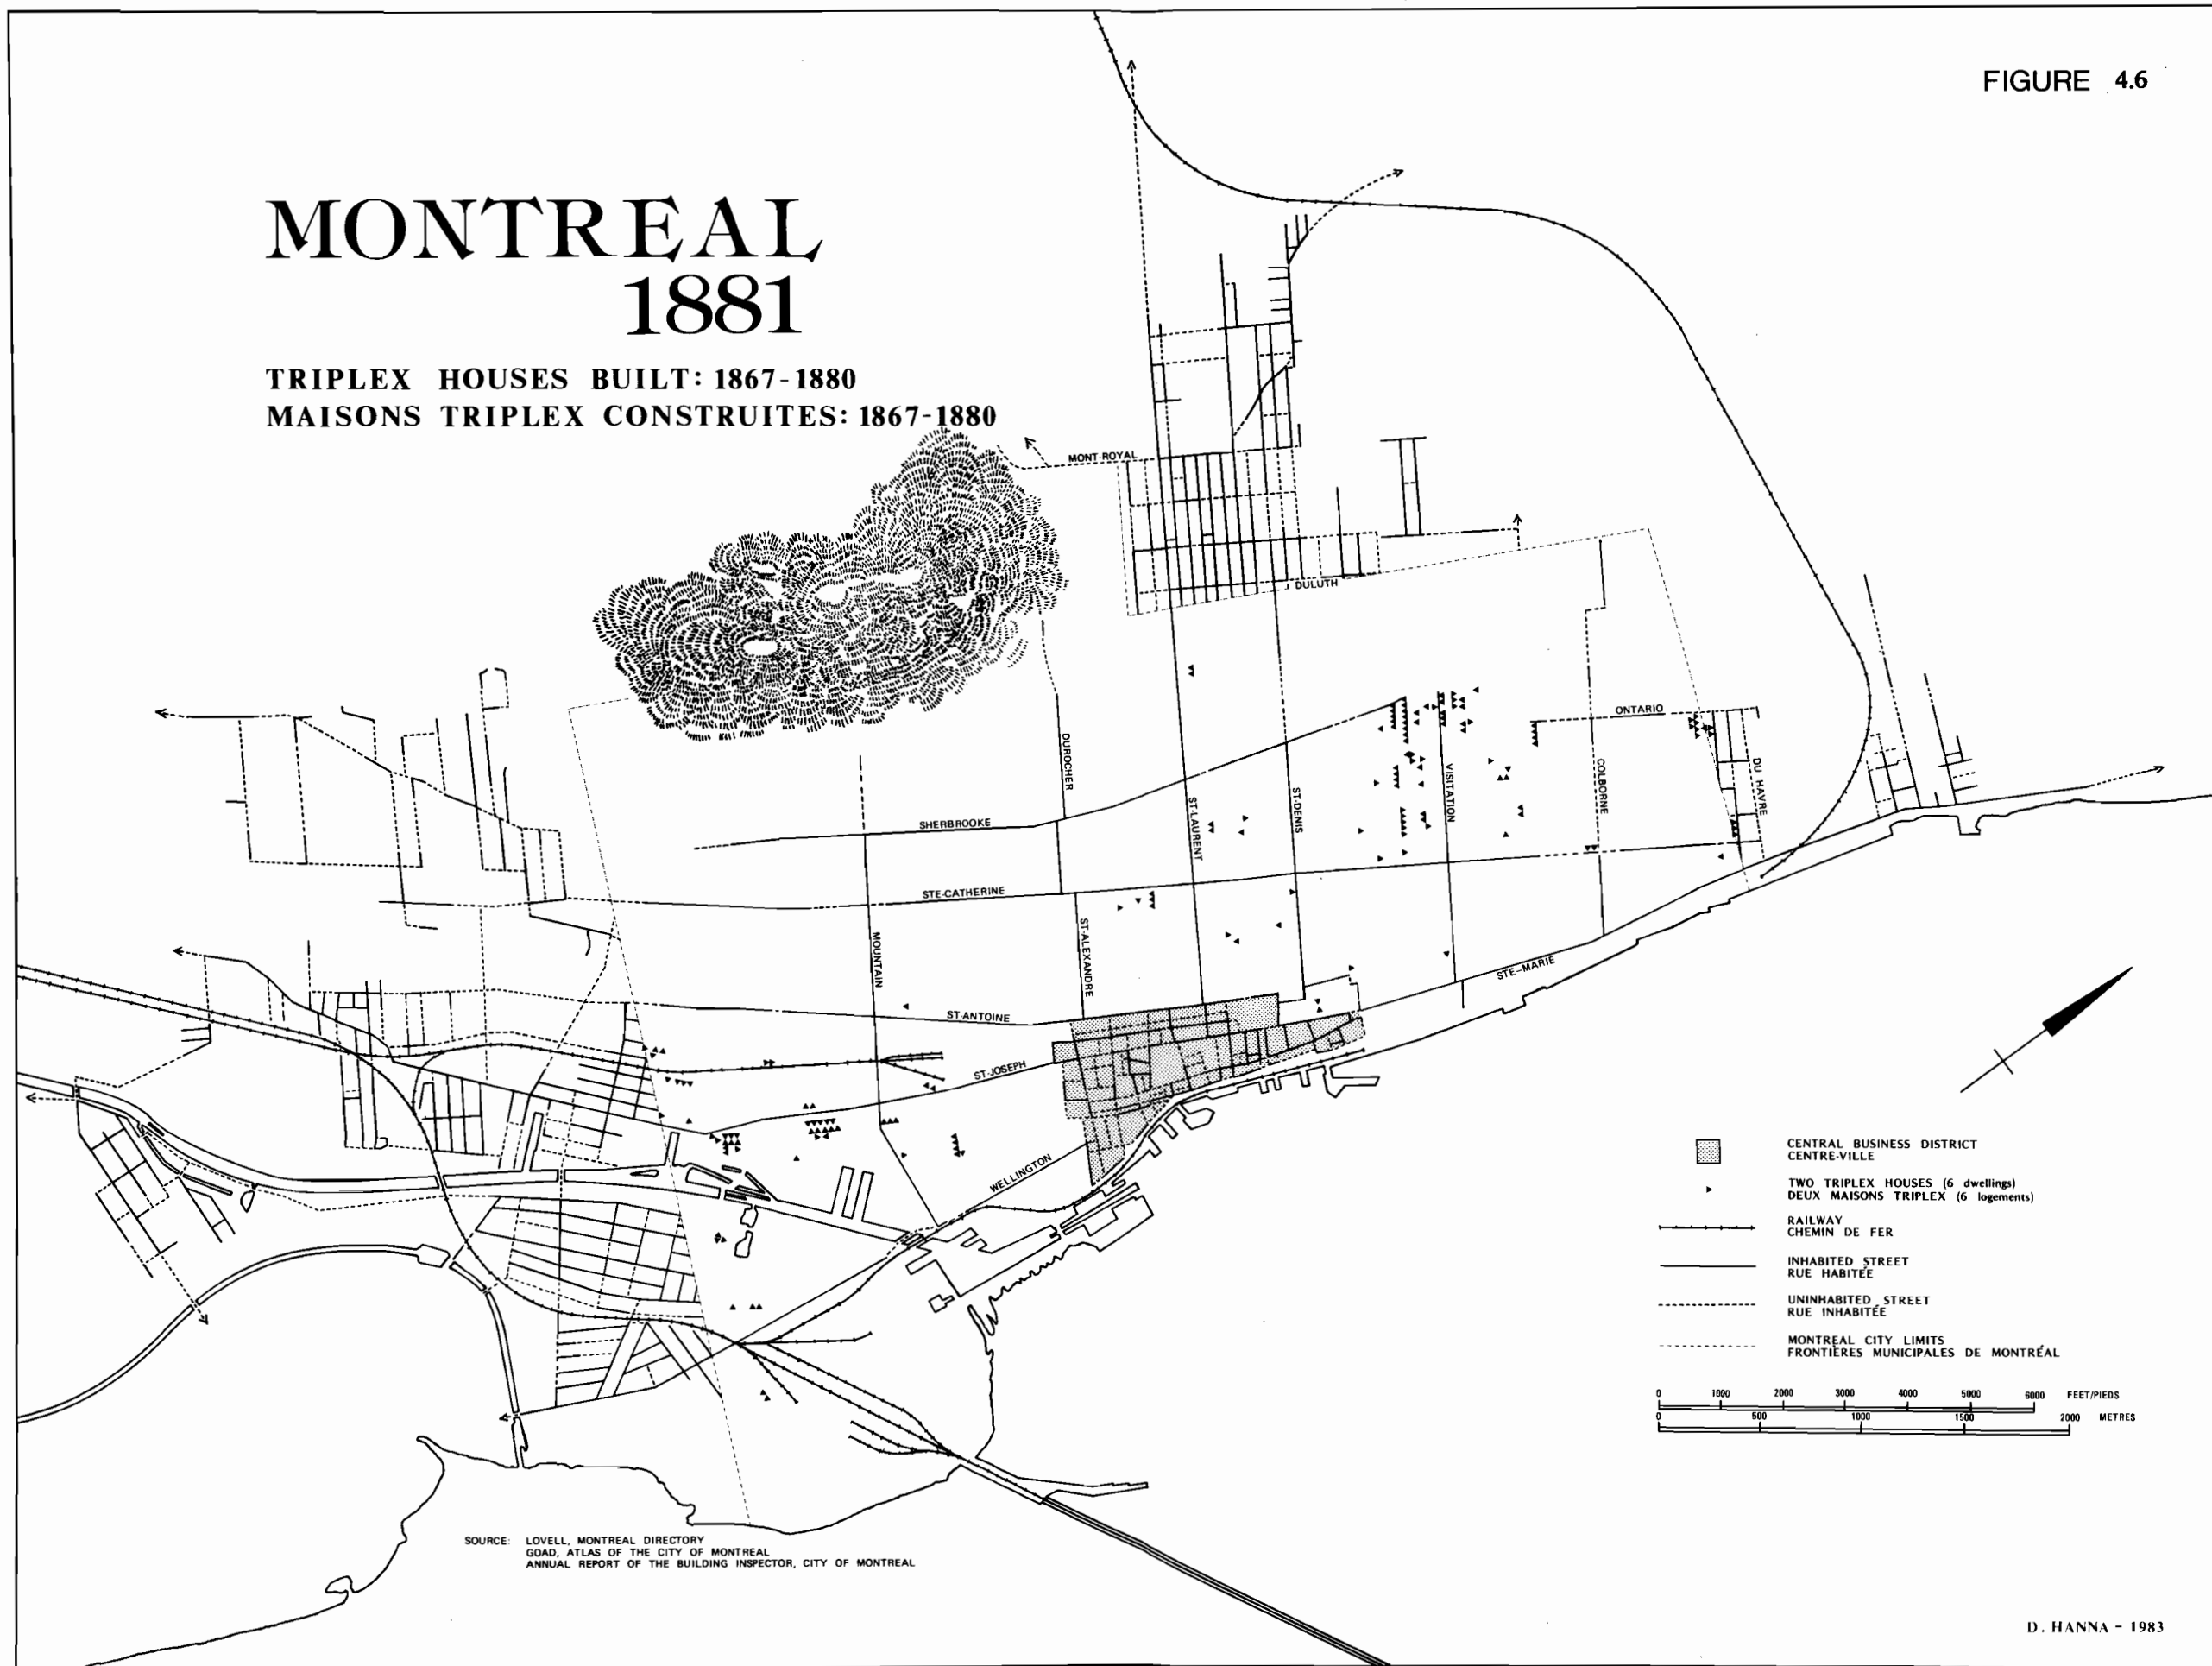 FIGURE 4.6
MONTREAL
1881
TRIPLEX HOUSES BUILT: 1867-1880
MAISONS TRIPLEX CONSTRUITES: 1867-1880
MONT-ROYAL
DULUTH
ONTARIO
DUROCHER
VISITATION
COLBORNE
DU HAVRE
ST-LAURENT
ST-DENIS
SHERBROOKE
STE-CATHERINE
MOUNTAIN
ST-ALEXANDRE
STE-MARIE
ST-ANTOINE
ST-JOSEPH
WELLINGTON
CENTRAL BUSINESS DISTRICT
CENTRE-VILLE
TWO TRIPLEX HOUSES (6 dwellings)
DEUX MAISONS TRIPLEX (6 logements)
RAILWAY
CHEMIN DE FER
INHABITED STREET
RUE HABITÉE
UNINHABITED STREET
RUE INHABITÉE
MONTREAL CITY LIMITS
FRONTIÈRES MUNICIPALES DE MONTRÉAL
0 1000 2000 3000 4000 5000 6000 FEET/PIEDS
0 500 1000 1500 2000 METRES
SOURCE: LOVELL, MONTREAL DIRECTORY
GOAD, ATLAS OF THE CITY OF MONTREAL
ANNUAL REPORT OF THE BUILDING INSPECTOR, CITY OF MONTREAL
D. HANNA - 1983